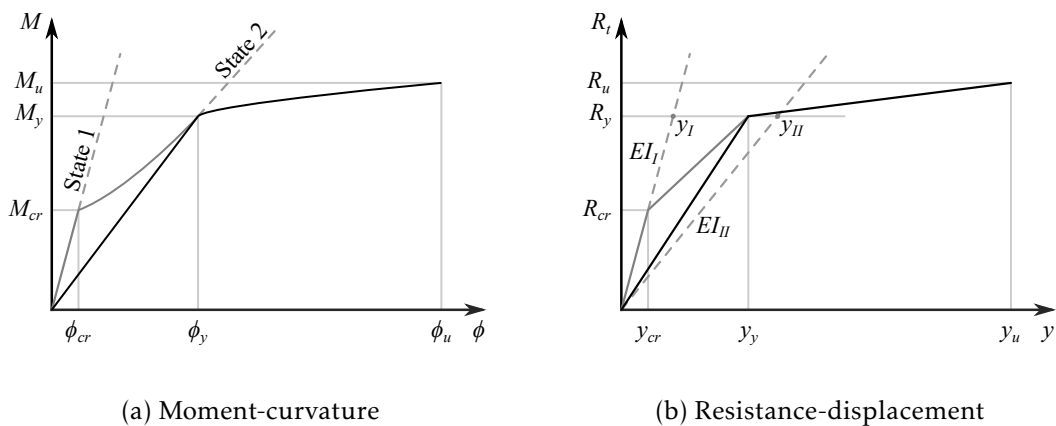 M
M_u
M_y
M_cr
State 1
State 2
ϕ_cr
ϕ_y
ϕ_u
ϕ
(a) Moment-curvature
R_t
R_u
R_y
R_cr
y_I
y_II
EI_I
EI_II
y_cr
y_y
y_u
y
(b) Resistance-displacement